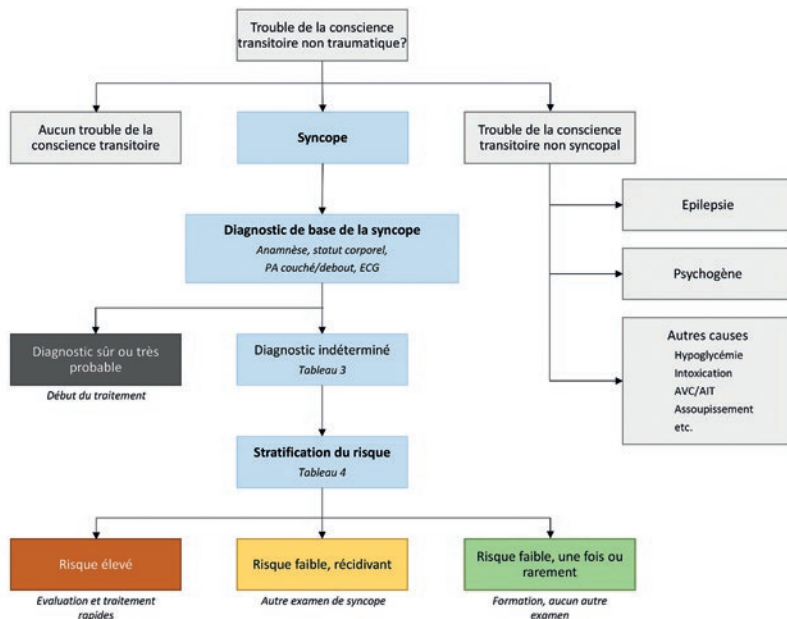 Trouble de la conscience
transitoire non traumatique?
Aucun trouble de la
conscience transitoire
Syncope
Trouble de la conscience
transitoire non syncopal
Epilepsie
Diagnostic de base de la syncope
Anamnèse, statut corporel,
PA couché/debout, ECG
Psychogène
Diagnostic sûr ou très
probable
Début du traitement
Diagnostic indéterminé
Tableau 3
Autres causes
Hypoglycémie
Intoxication
AVC/AIT
Assoupissement
etc.
Stratification du risque
Tableau 4
Risque élevé
Evaluation et traitement
rapides
Risque faible, récidivant
Autre examen de syncope
Risque faible, une fois ou
rarement
Formation, aucun autre
examen